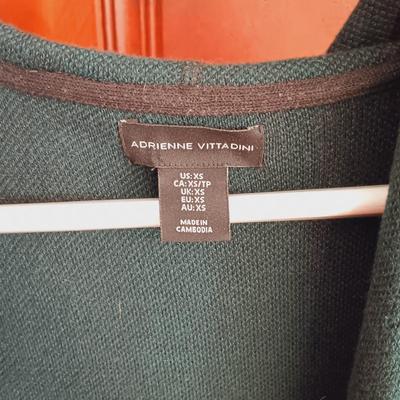 ADRIENNE VITTADINI
US:XS
CA:XS/TP
UK:XS
EU:XS
AU:XS
MADE IN
CAMBODIA